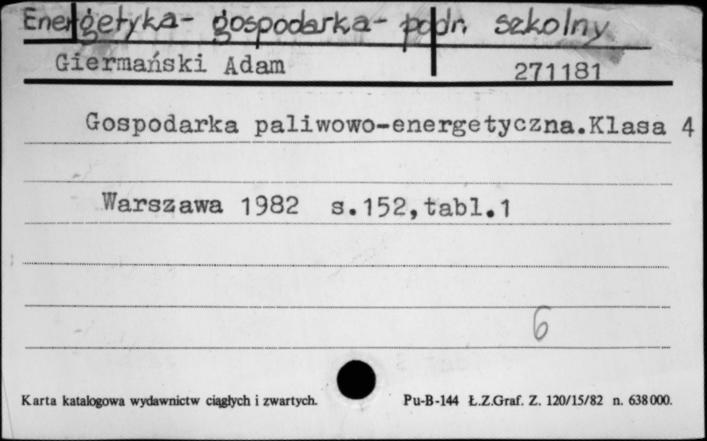 Energetyka- gospodarka- podr. szkolny
Giermański Adam 271181
Gospodarka paliwowo-energetyczna.Klasa 4
Warszawa 1982 s.152,tabl.1
6
Karta katalogowa wydawnictw ciągłych i zwartych. Pu-B-144 Ł.Z.Graf. Z. 120/15/82 n. 638000.